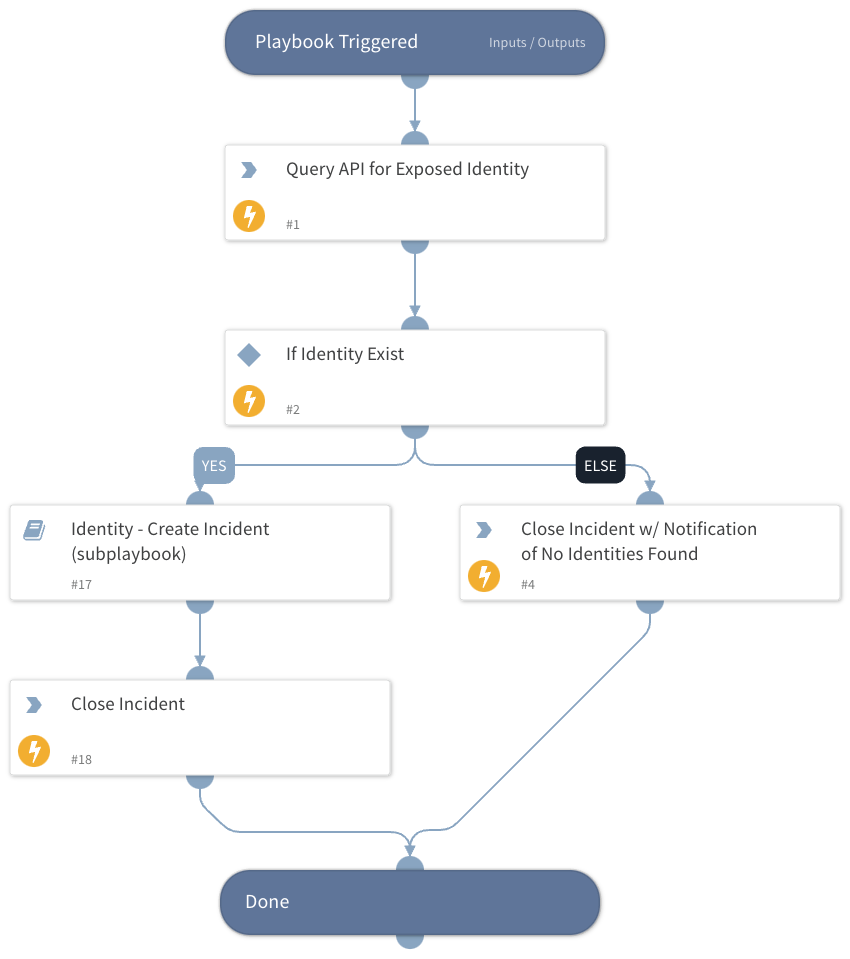 Playbook Triggered
Inputs / Outputs
Query API for Exposed Identity
#1
If Identity Exist
#2
YES
ELSE
Identity - Create Incident
(subplaybook)
#17
Close Incident w/ Notification
of No Identities Found
#4
Close Incident
#18
Done